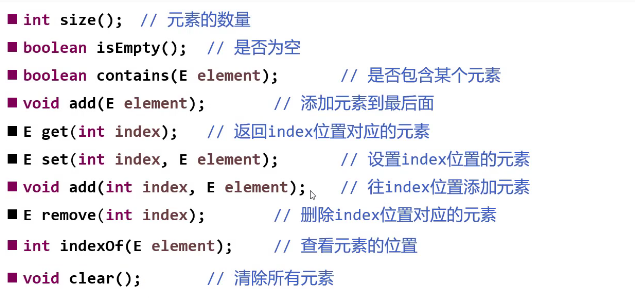 int size(); // 元素的数量
boolean isEmpty(); // 是否为空
boolean contains(E element); // 是否包含某个元素
void add(E element); // 添加元素到最后面
E get(int index); // 返回index位置对应的元素
E set(int index, E element); // 设置index位置的元素
void add(int index, E element); // 往index位置添加元素
E remove(int index); // 删除index位置对应的元素
int indexOf(E element); // 查看元素的位置
void clear(); // 清除所有元素